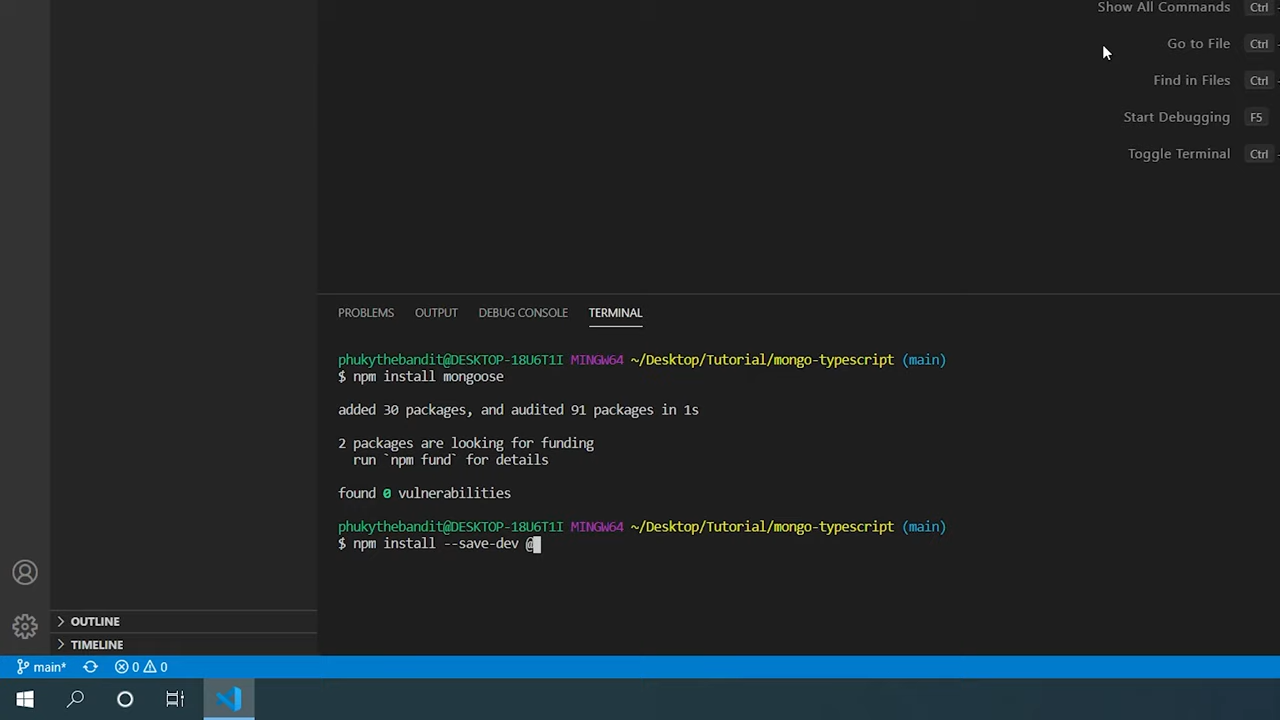 Show All Commands Ctrl
Go to File Ctrl
Find in Files Ctrl
Start Debugging F5
Toggle Terminal Ctrl
PROBLEMS OUTPUT DEBUG CONSOLE TERMINAL
phukythebandit@DESKTOP-18U6T1I MINGW64 ~/Desktop/Tutorial/mongo-typescript (main)
$ npm install mongoose
added 30 packages, and audited 91 packages in 1s
2 packages are looking for funding
run `npm fund` for details
found 0 vulnerabilities
phukythebandit@DESKTOP-18U6T1I MINGW64 ~/Desktop/Tutorial/mongo-typescript (main)
$ npm install --save-dev @
OUTLINE
TIMELINE
main* 0 0